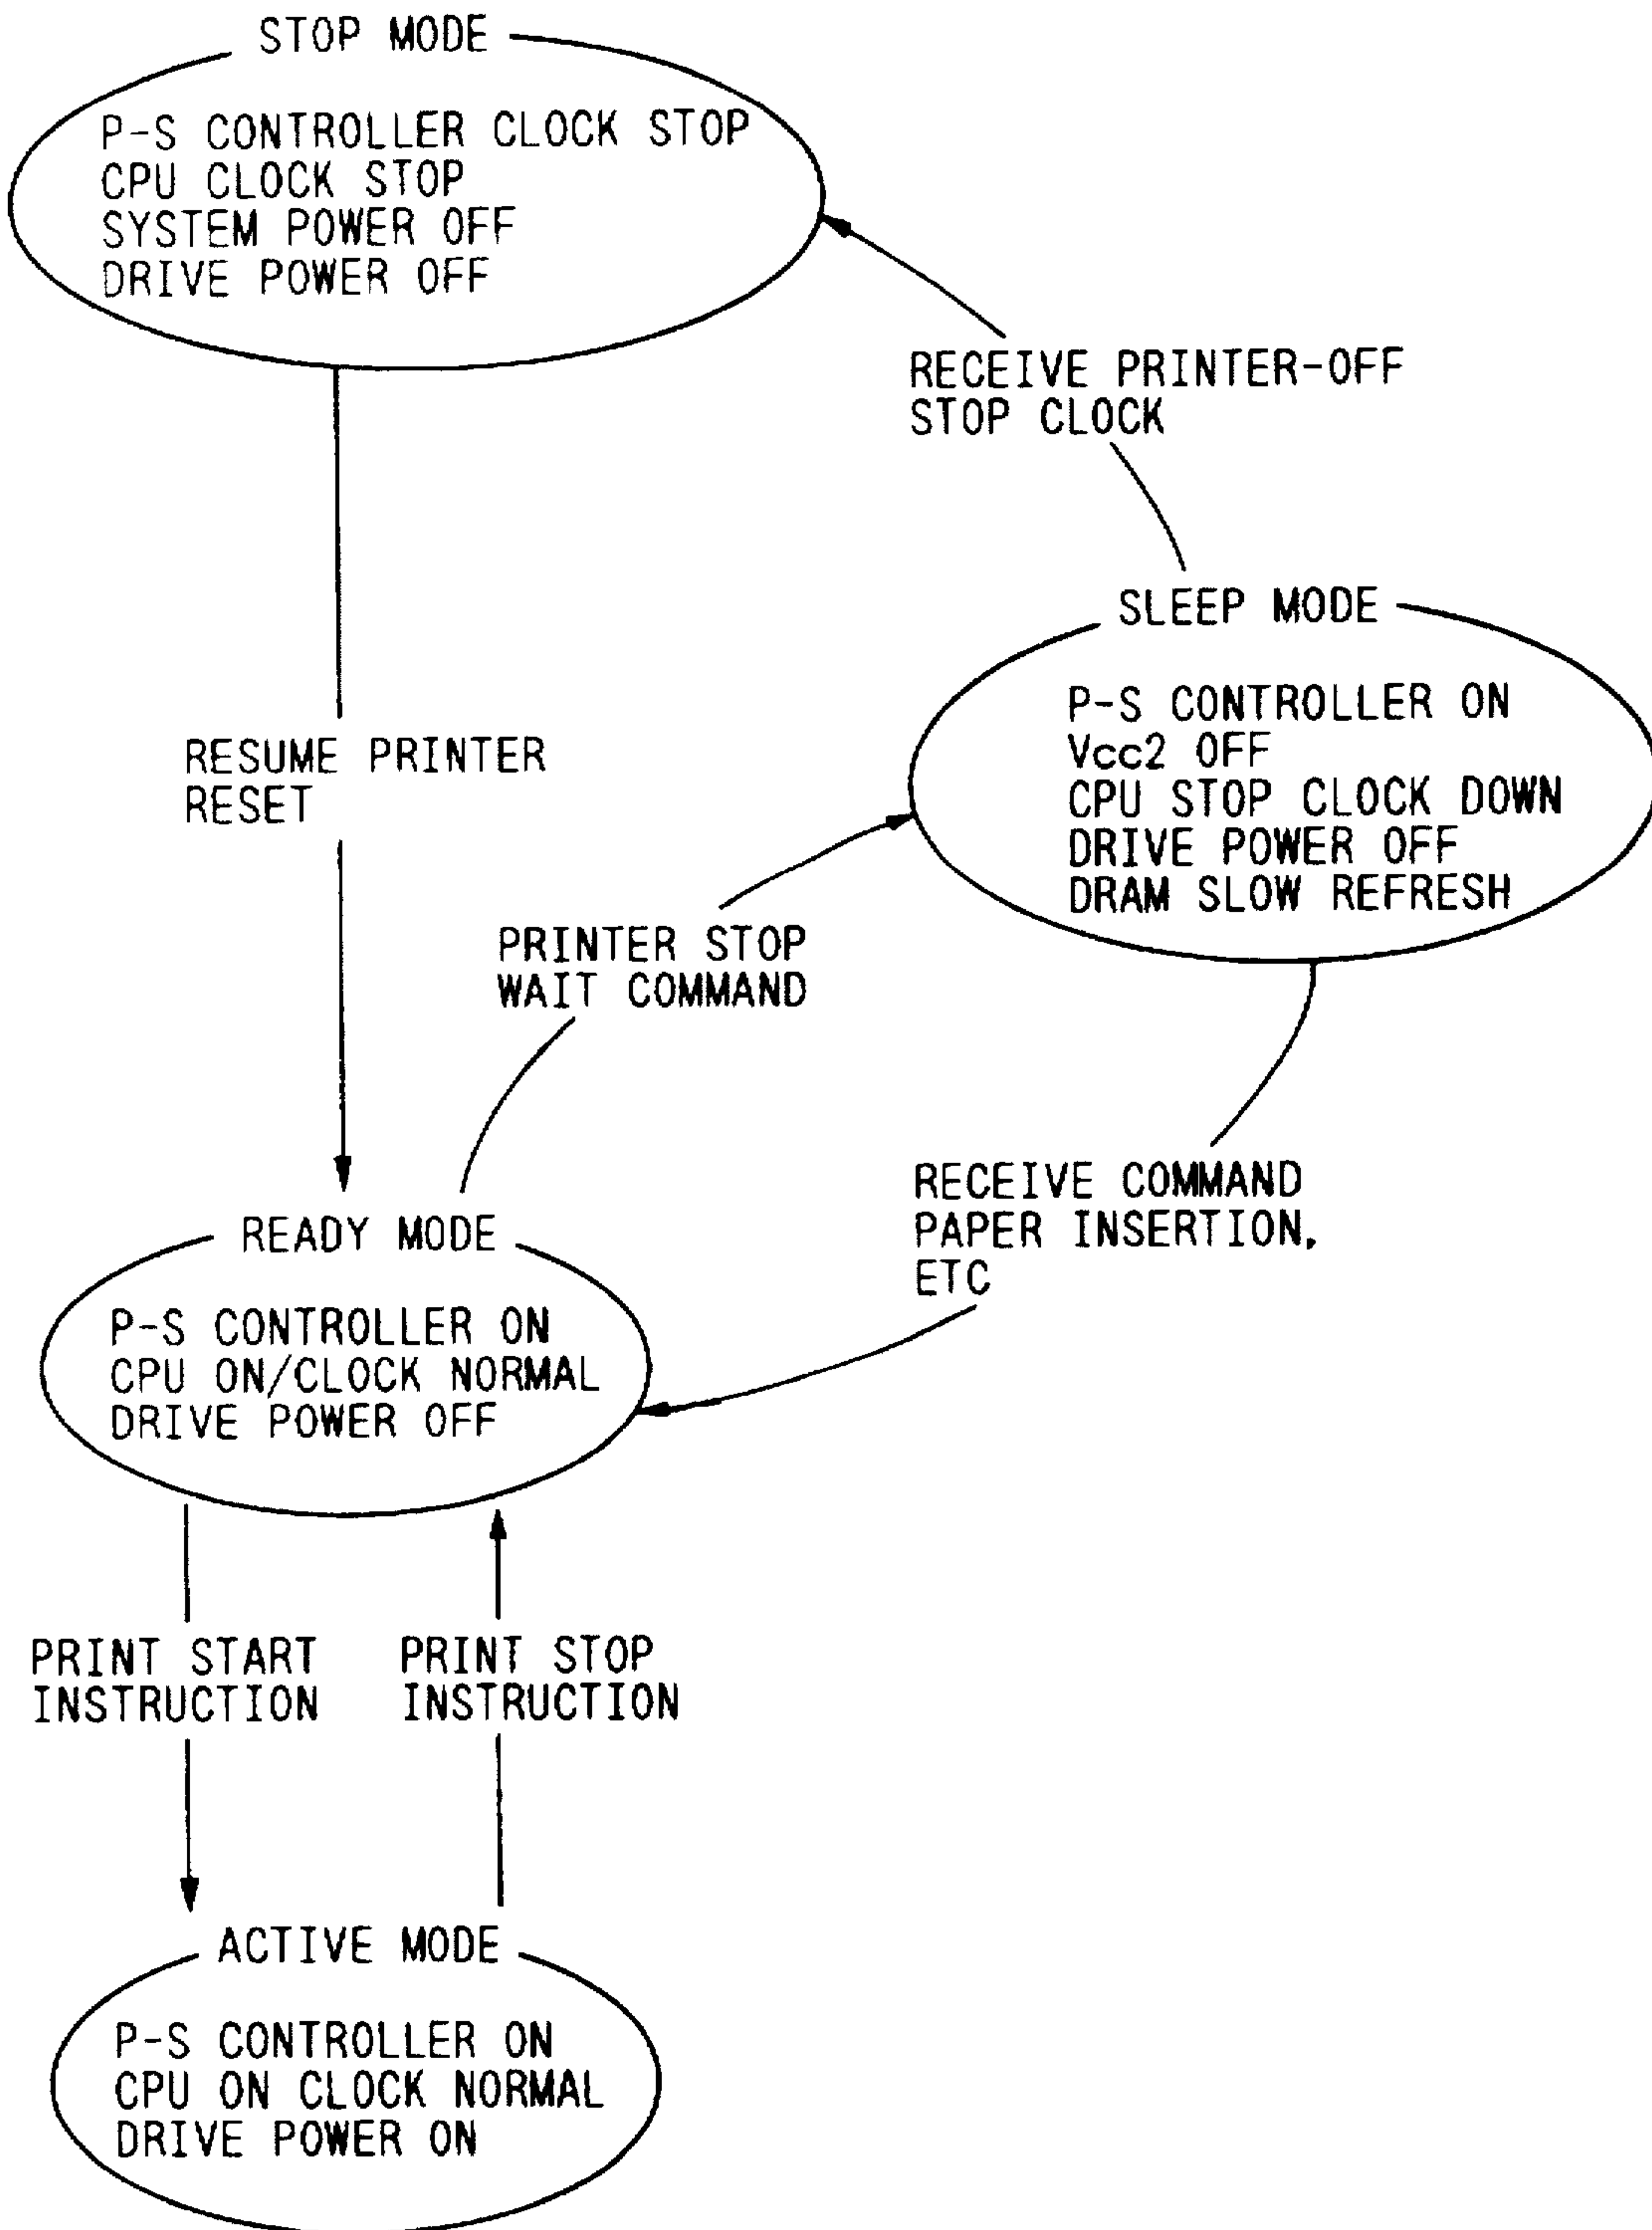 STOP MODE
P-S CONTROLLER CLOCK STOP
CPU CLOCK STOP
SYSTEM POWER OFF
DRIVE POWER OFF
RECEIVE PRINTER-OFF
STOP CLOCK
SLEEP MODE
P-S CONTROLLER ON
Vcc2 OFF
CPU STOP CLOCK DOWN
DRIVE POWER OFF
DRAM SLOW REFRESH
RESUME PRINTER
RESET
PRINTER STOP
WAIT COMMAND
RECEIVE COMMAND
PAPER INSERTION,
ETC
READY MODE
P-S CONTROLLER ON
CPU ON/CLOCK NORMAL
DRIVE POWER OFF
PRINT START
INSTRUCTION
PRINT STOP
INSTRUCTION
ACTIVE MODE
P-S CONTROLLER ON
CPU ON CLOCK NORMAL
DRIVE POWER ON